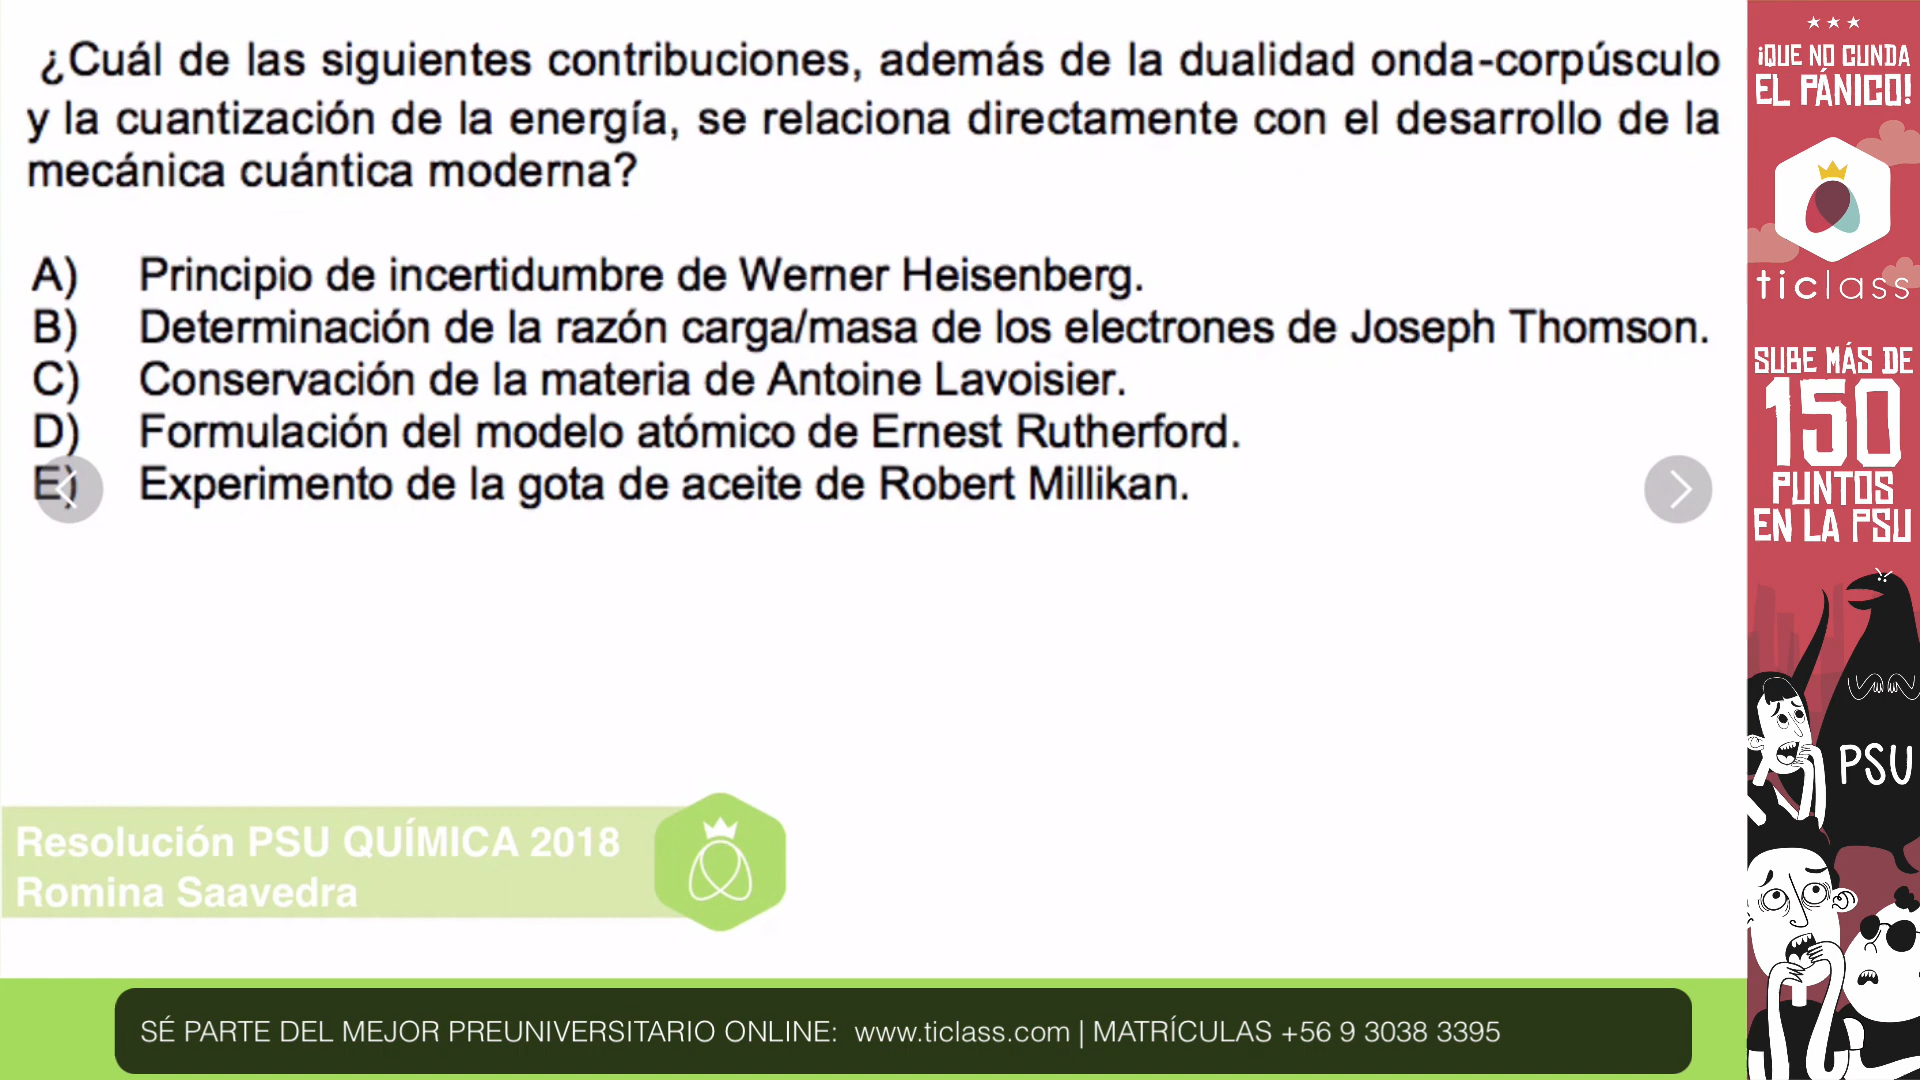 ¿Cuál de las siguientes contribuciones, además de la dualidad onda-corpúsculo
y la cuantización de la energía, se relaciona directamente con el desarrollo de la
mecánica cuántica moderna?
A) Principio de incertidumbre de Werner Heisenberg.
B) Determinación de la razón carga/masa de los electrones de Joseph Thomson.
C) Conservación de la materia de Antoine Lavoisier.
D) Formulación del modelo atómico de Ernest Rutherford.
E) Experimento de la gota de aceite de Robert Millikan.
Resolución PSU QUÍMICA 2018
Romina Saavedra
SÉ PARTE DEL MEJOR PREUNIVERSITARIO ONLINE: www.ticlass.com | MATRÍCULAS +56 9 3038 3395
¡QUE NO CUNDA
EL PÁNICO!
ticlass
SUBE MÁS DE
150
PUNTOS
EN LA PSU
PSU